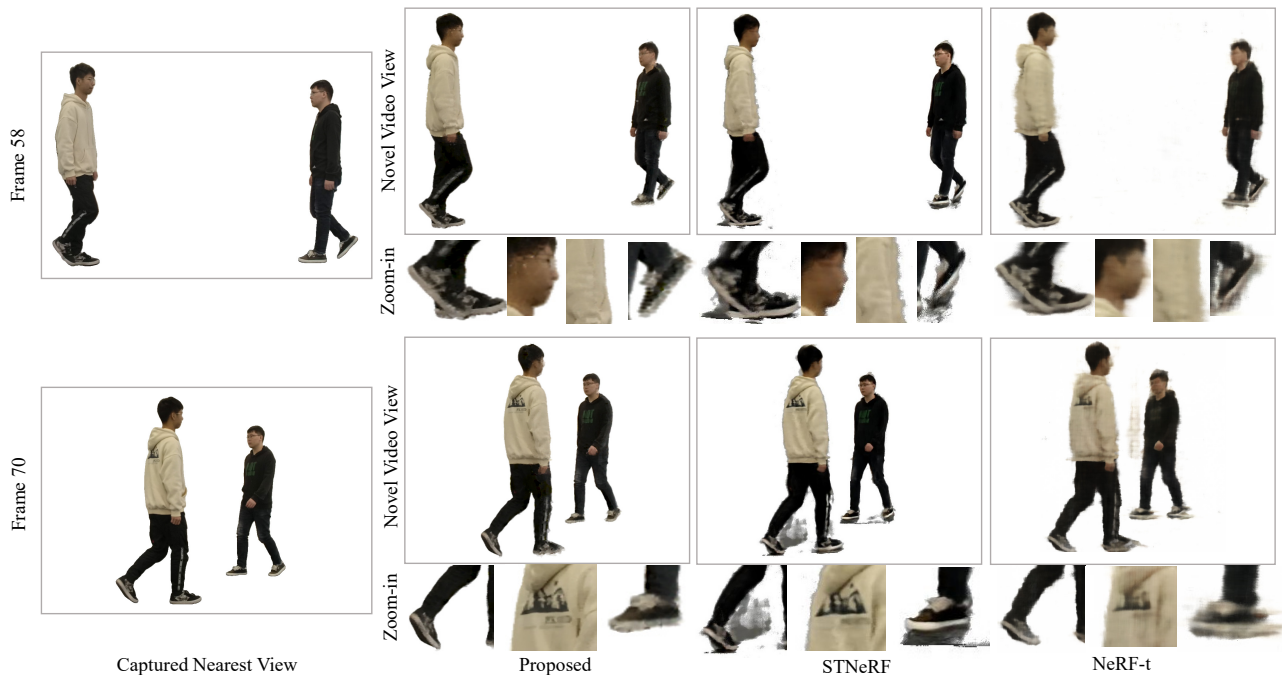 Frame 58
Novel Video View
Zoom-in
Frame 70
Novel Video View
Zoom-in
Captured Nearest View
Proposed
STNeRF
NeRF-t